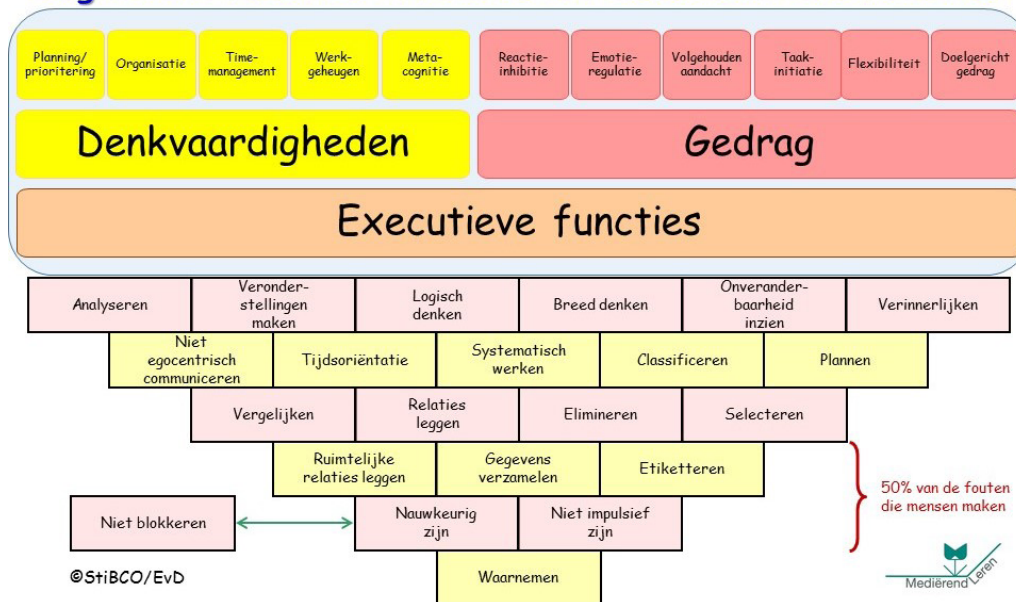 Planning/
prioritering
Organisatie
Time-
management
Werk-
geheugen
Meta-
cognitie
Reactie-
inhibitie
Emotie-
regulatie
Volgehouden
aandacht
Taak-
initiatie
Flexibiliteit
Doelgericht
gedrag
Denkvaardigheden
Gedrag
Executieve functies
Analyseren
Veronder-
stellingen
maken
Logisch
denken
Breed denken
Onverander-
baarheid
inzien
Verinnerlijken
Niet
egocentrisch
communiceren
Tijdsoriëntatie
Systematisch
werken
Classificeren
Plannen
Vergelijken
Relaties
leggen
Elimineren
Selecteren
Ruimtelijke
relaties leggen
Gegevens
verzamelen
Etiketteren
50% van de fouten
die mensen maken
Niet blokkeren
Nauwkeurig
zijn
Niet impulsief
zijn
Waarnemen
©StiBCO/EvD
Mediërend Leren